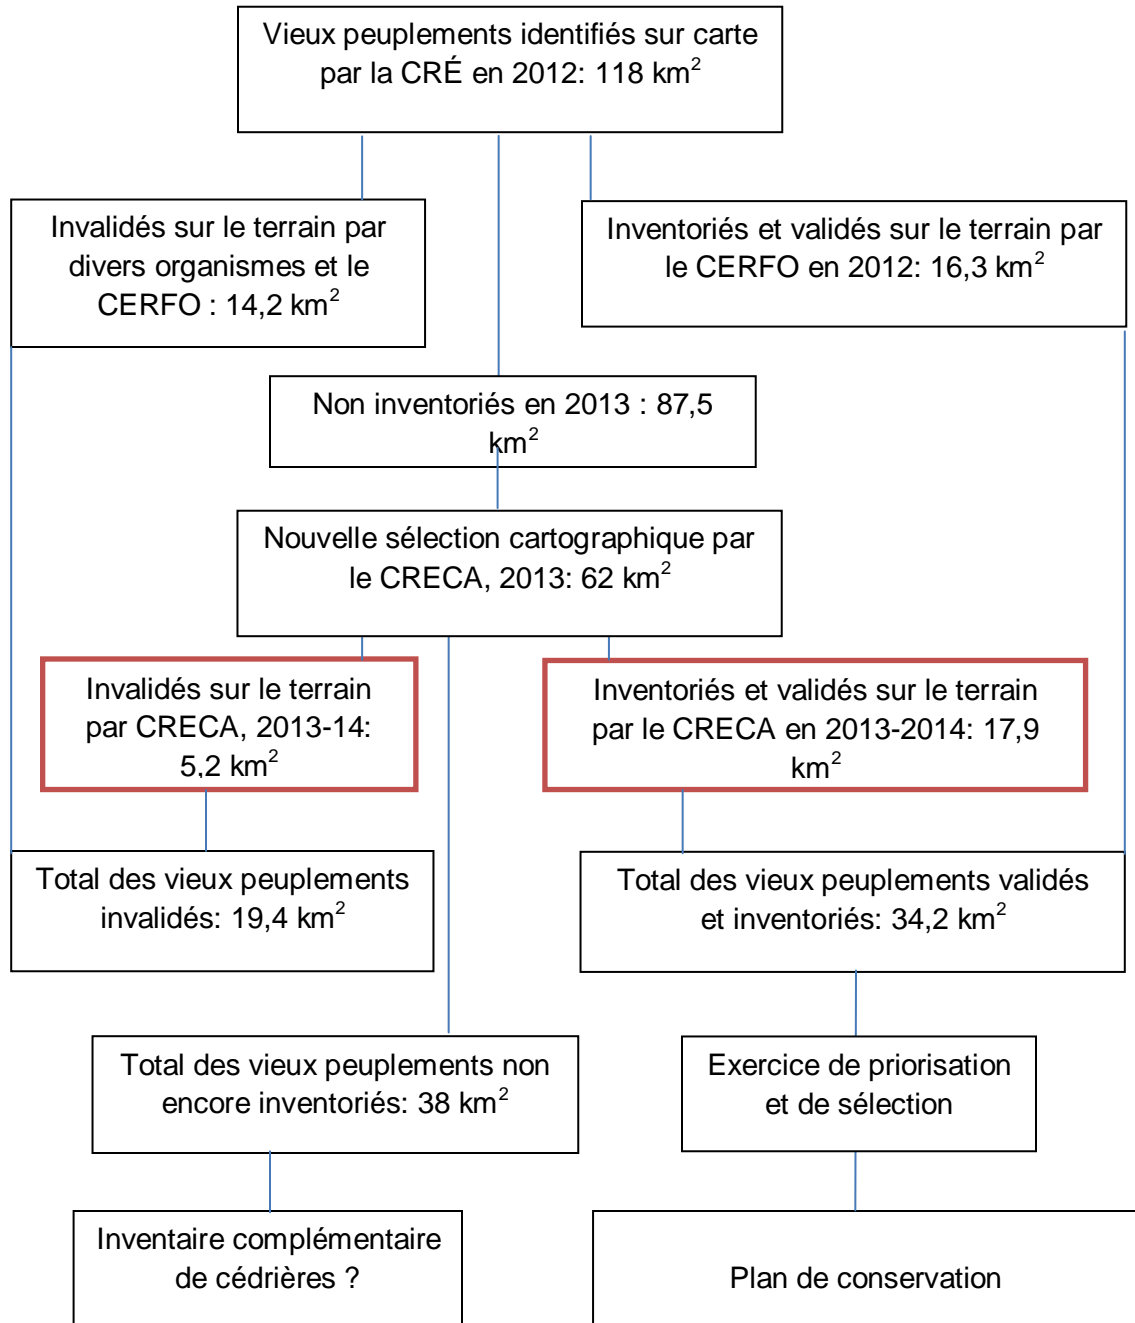 Vieux peuplements identifiés sur carte
par la CRÉ en 2012: 118 km²
Invalidés sur le terrain par
divers organismes et le
CERFO : 14,2 km²
Inventoriés et validés sur le terrain par
le CERFO en 2012: 16,3 km²
Non inventoriés en 2013 : 87,5
km²
Nouvelle sélection cartographique par
le CRECA, 2013: 62 km²
Invalidés sur le terrain
par CRECA, 2013-14:
5,2 km²
Inventoriés et validés sur le terrain
par le CRECA en 2013-2014: 17,9
km²
Total des vieux peuplements
invalidés: 19,4 km²
Total des vieux peuplements validés
et inventoriés: 34,2 km²
Total des vieux peuplements non
encore inventoriés: 38 km²
Exercice de priorisation
et de sélection
Inventaire complémentaire
de cédrières ?
Plan de conservation